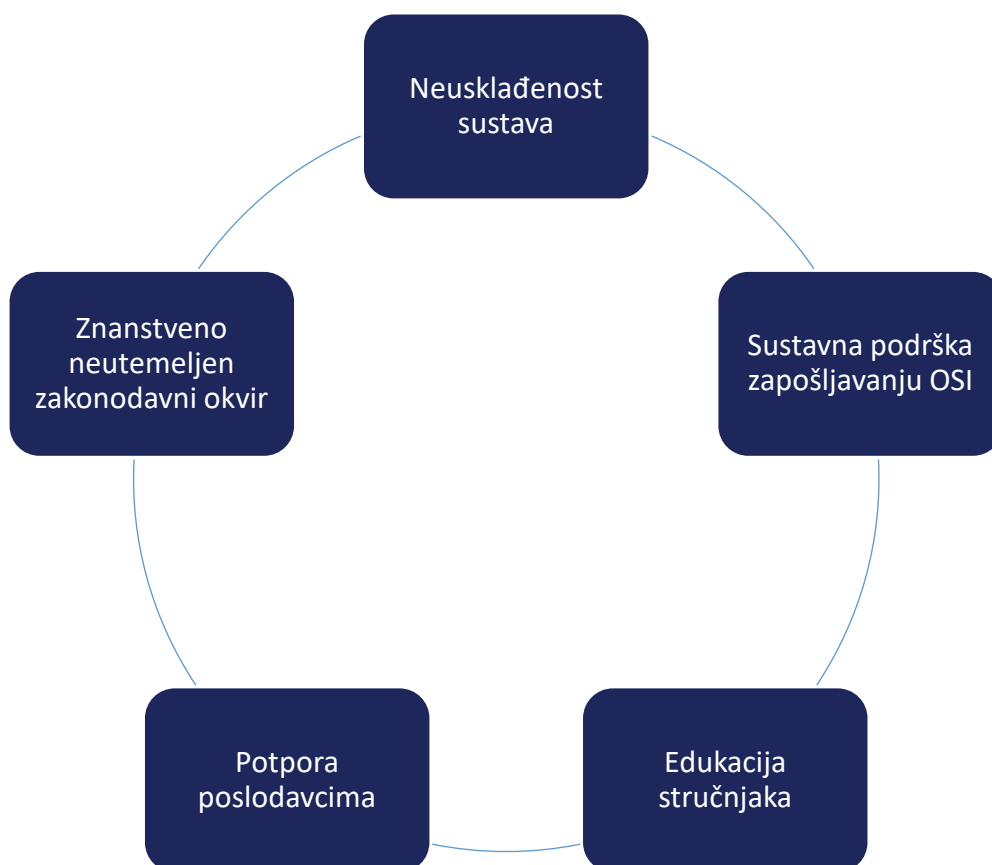 Neusklađenost
sustava
Sustavna podrška
zapošljavanju OSI
Edukacija
stručnjaka
Potpora
poslodavcima
Znanstveno
neutemeljen
zakonodavni okvir